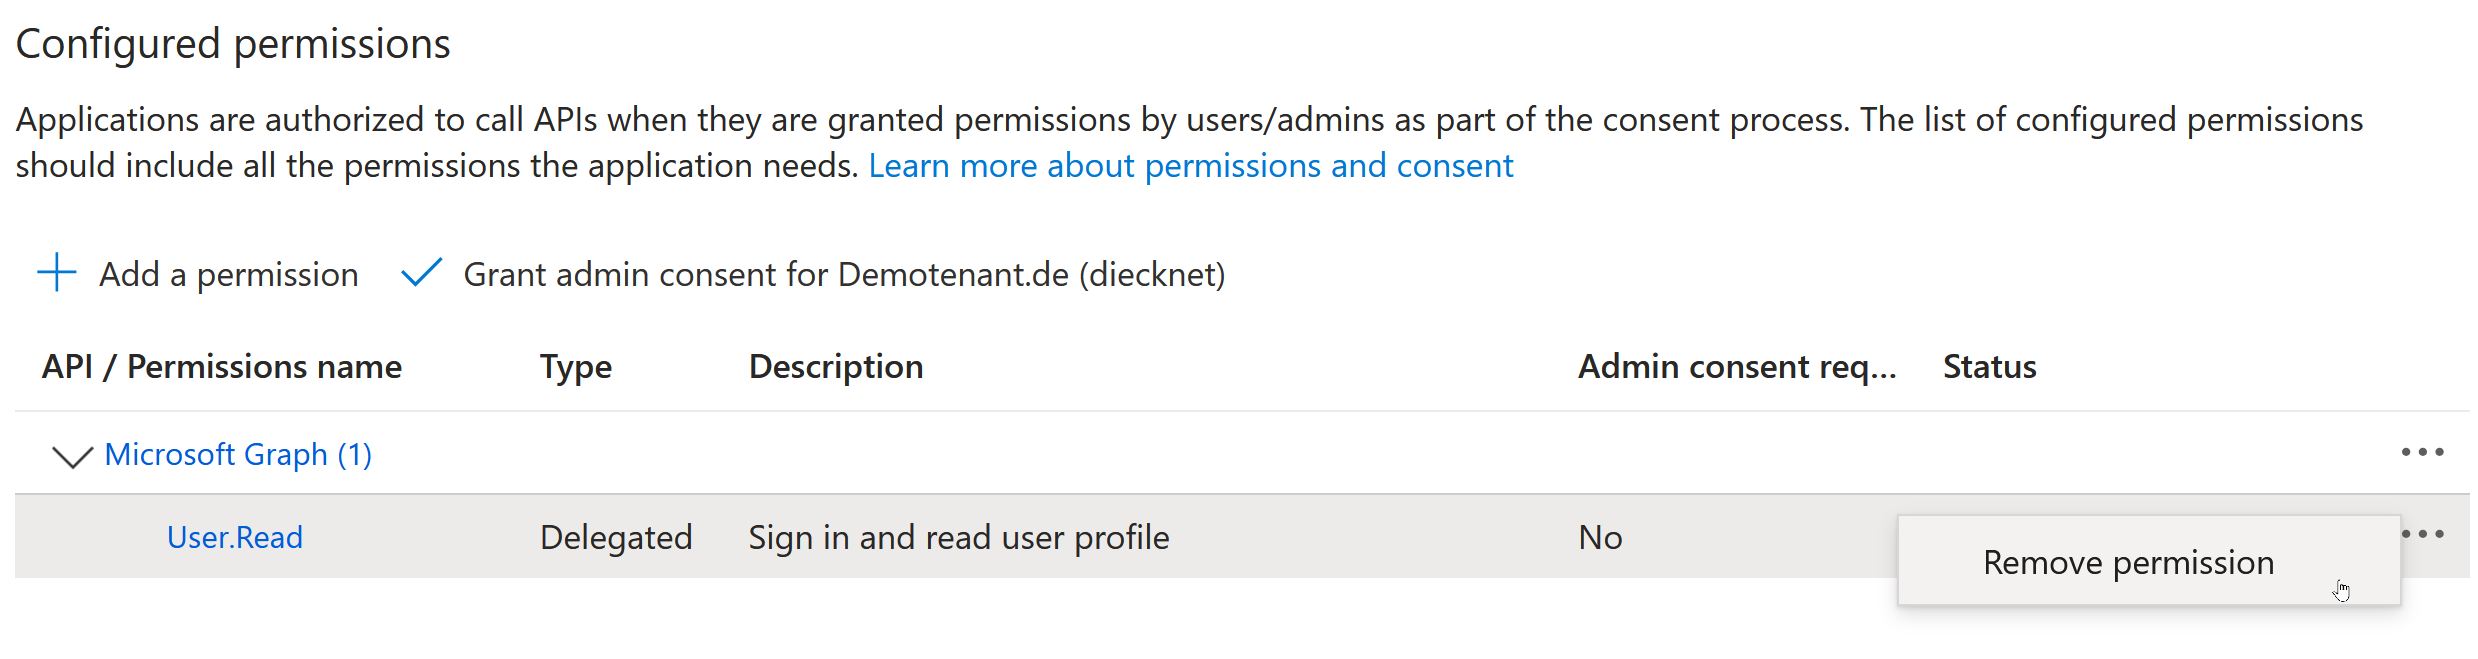 Configured permissions
Applications are authorized to call APIs when they are granted permissions by users/admins as part of the consent process. The list of configured permissions
should include all the permissions the application needs. Learn more about permissions and consent
Add a permission Grant admin consent for Demotenant.de (diecknet)
API / Permissions name Type Description Admin consent req... Status
Microsoft Graph (1)
User.Read Delegated Sign in and read user profile No
Remove permission